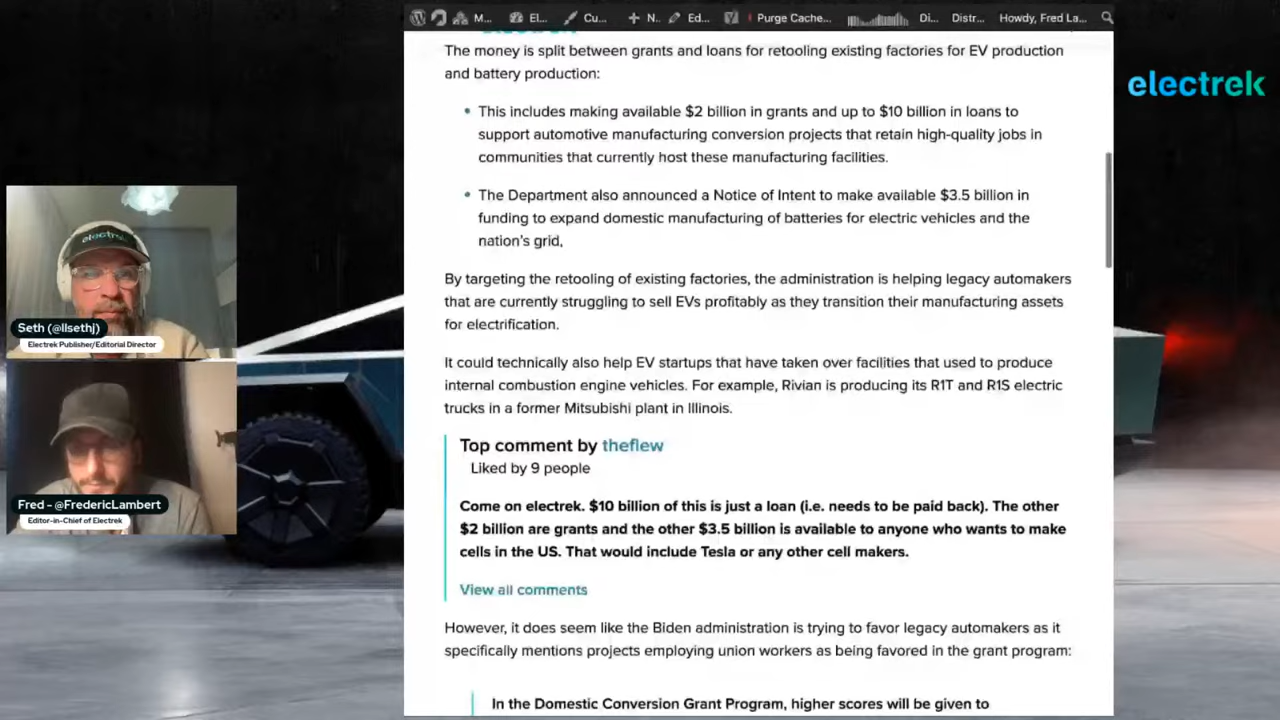 M...
El...
Cu...
N.
Ed...
Purge Cache...
Di...
Distr...
Howdy, Fred La...
The money is split between grants and loans for retooling existing factories for EV production
and battery production:
• This includes making available $2 billion in grants and up to $10 billion in loans to
support automotive manufacturing conversion projects that retain high-quality jobs in
communities that currently host these manufacturing facilities.
• The Department also announced a Notice of Intent to make available $3.5 billion in
funding to expand domestic manufacturing of batteries for electric vehicles and the
nation's grid,
By targeting the retooling of existing factories, the administration is helping legacy automakers
that are currently struggling to sell EVs profitably as they transition their manufacturing assets
for electrification.
It could technically also help EV startups that have taken over facilities that used to produce
internal combustion engine vehicles. For example, Rivian is producing its R1T and R1S electric
trucks in a former Mitsubishi plant in Illinois.
Top comment by theflew
Liked by 9 people
Come on electrek. $10 billion of this is just a loan (i.e. needs to be paid back). The other
$2 billion are grants and the other $3.5 billion is available to anyone who wants to make
cells in the US. That would include Tesla or any other cell makers.
View all comments
However, it does seem like the Biden administration is trying to favor legacy automakers as it
specifically mentions projects employing union workers as being favored in the grant program:
In the Domestic Conversion Grant Program, higher scores will be given to
electrek
electrek
Seth (@llsethj)
Electrek Publisher/Editorial Director
Fred - @FredericLambert
Editor-in-Chief of Electrek